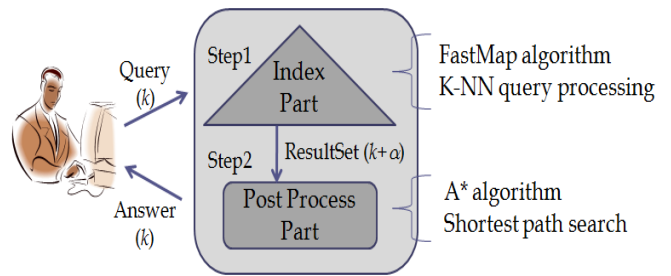 Query
(k)
Step1
Index
Part
FastMap algorithm
K-NN query processing
Step2
ResultSet (k+α)
Answer
(k)
Post Process
Part
A* algorithm
Shortest path search